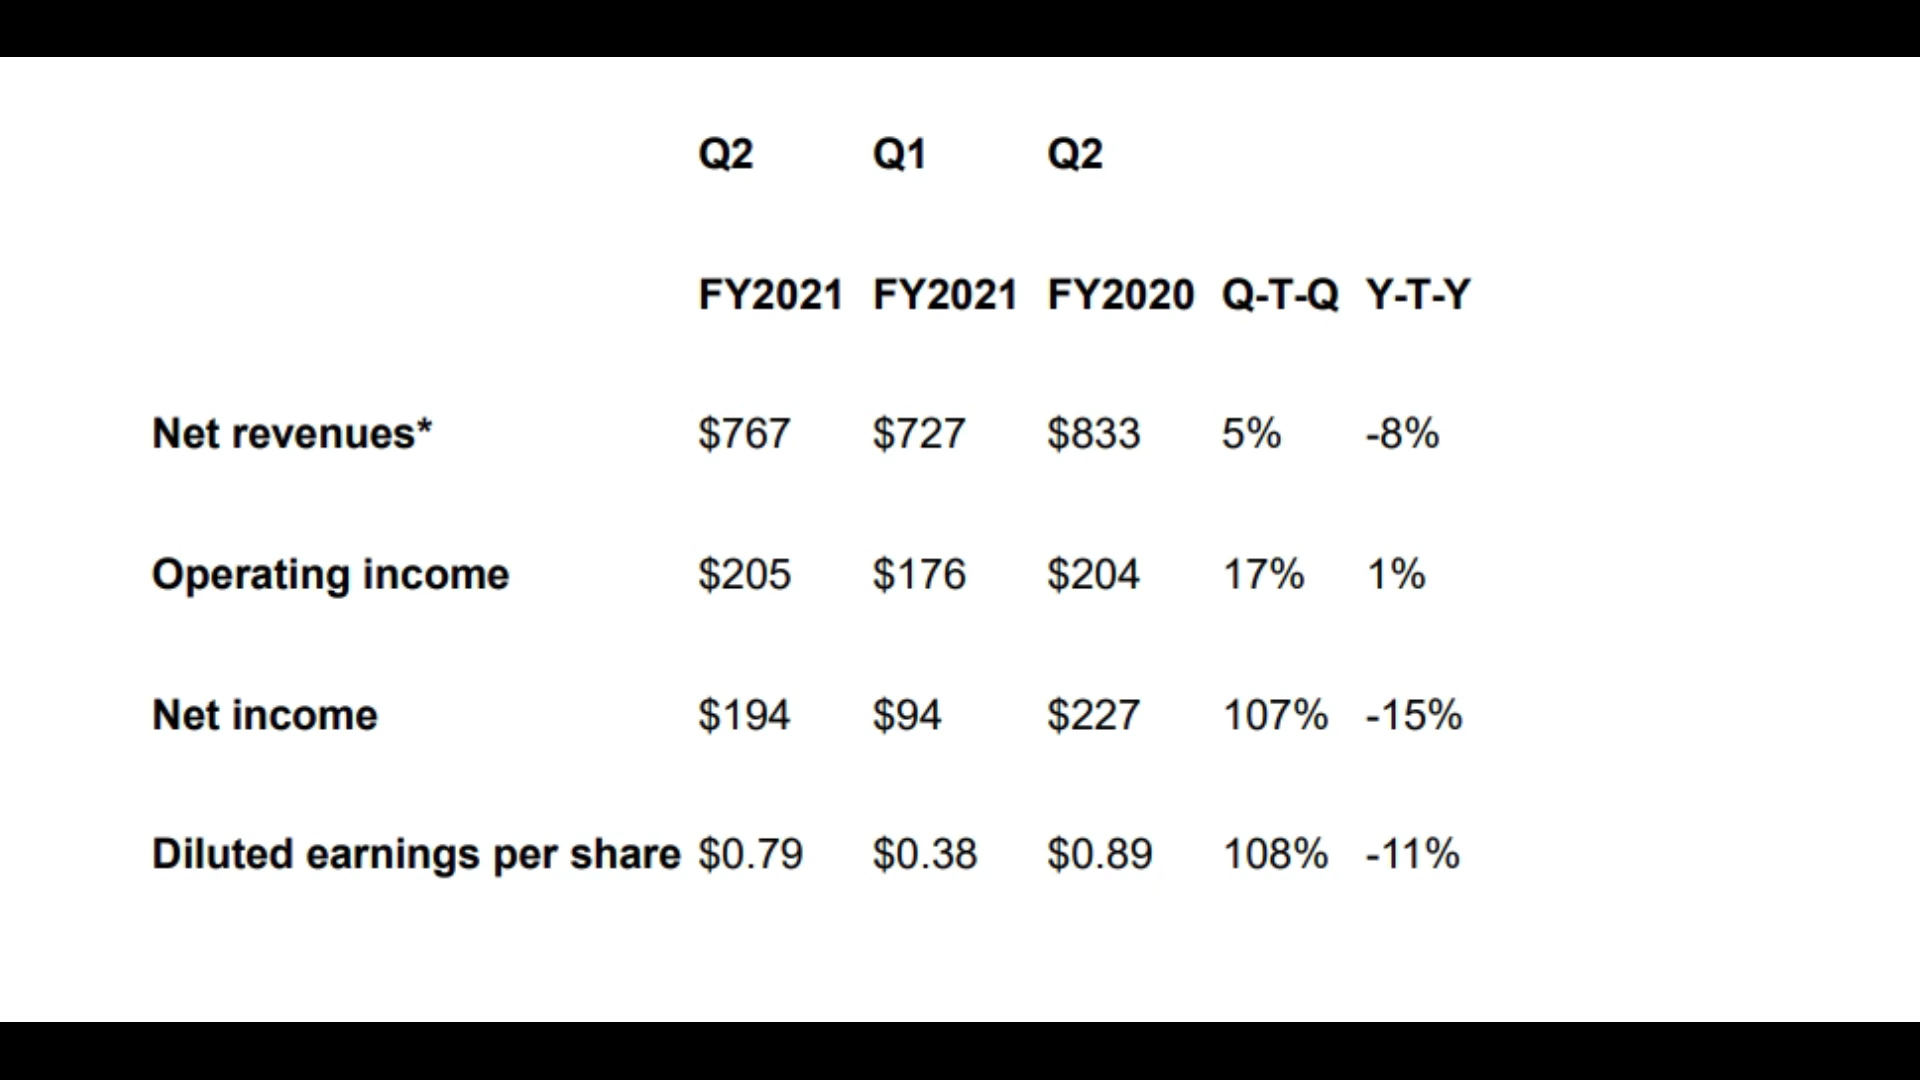 Q2 Q1 Q2
FY2021 FY2021 FY2020 Q-T-Q Y-T-Y
Net revenues* $767 $727 $833 5% -8%
Operating income $205 $176 $204 17% 1%
Net income $194 $94 $227 107% -15%
Diluted earnings per share $0.79 $0.38 $0.89 108% -11%